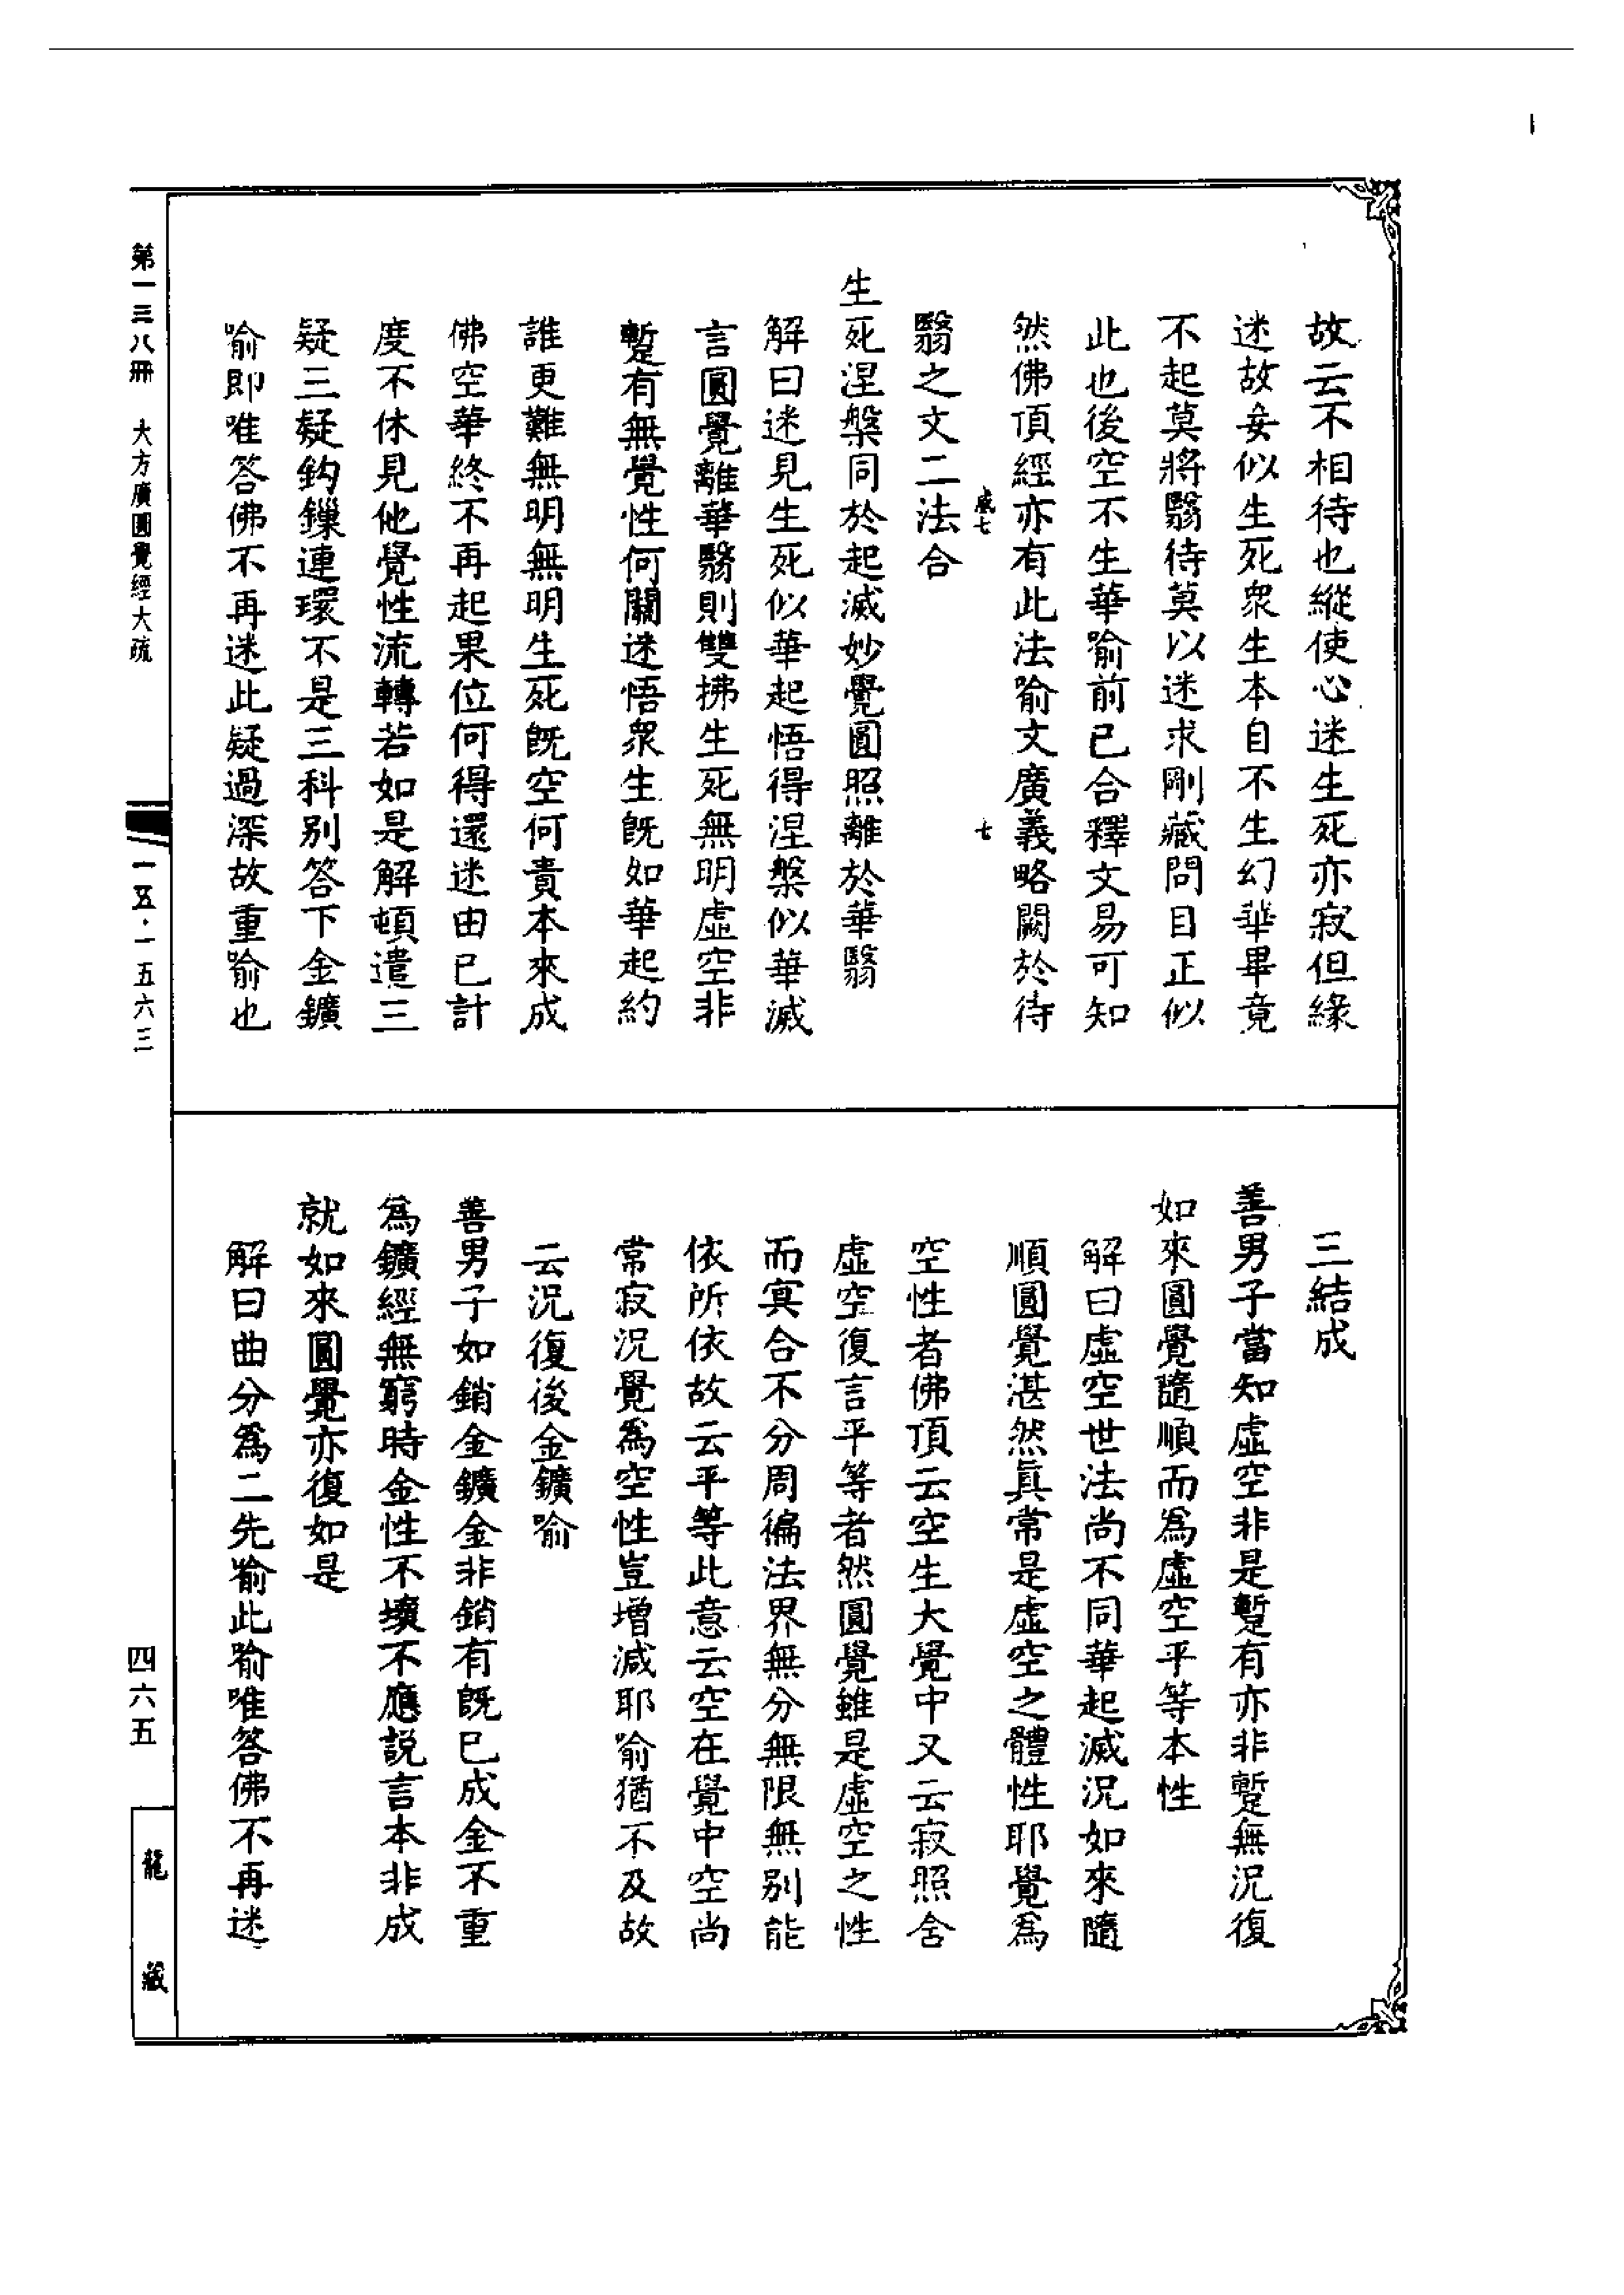 故云不相待也縱使心迷生死亦寂但緣
迷故妄似生死衆生本自不生幻華畢竟
不起莫將翳待莫以迷求剛藏問目正似
此也後空不生華喻前已合釋文易可知
然佛頂經亦有此法喻文廣義略闕於待
七
翳之文二法合
生死涅槃同於起滅妙覺圓照離於華翳
解曰迷見生死似華起悟得涅槃似華滅
言圓覺離華翳則雙拂生死無明虛空非
蹔有無覺性何關迷悟衆生旣如華起約
誰更難無明無明生死旣空何責本來成
佛空華終不再起果位何得還迷由已計
度不休見他覺性流轉若如是解頓遣三
疑三疑鈎鏁連環不是三科別答下金鑛
喻即唯答佛不再迷此疑過深故重喻也
三結成
善男子當知虛空非是蹔有亦非蹔無況復
如來圓覺隨順而爲虛空平等本性
解曰虛空世法尚不同華起滅況如來隨
順圓覺湛然眞常是虛空之體性耶覺爲
空性者佛頂云空生大覺中又云寂照含
虛空復言平等者然圓覺雖是虛空之性
而冥合不分周徧法界無分無限無別能
依所依故云平等此意云空在覺中空尚
常寂況覺爲空性豈增減耶喻猶不及故
云況復後金鑛喻
善男子如銷金鑛金非銷有旣已成金不重
爲鑛經無窮時金性不壞不應説言本非成
就如來圓覺亦復如是
解曰曲分爲二先喻此喻唯答佛不再迷
第一三八冊 大方廣圓覺經大疏
一五·一五六三
四六五
龍藏